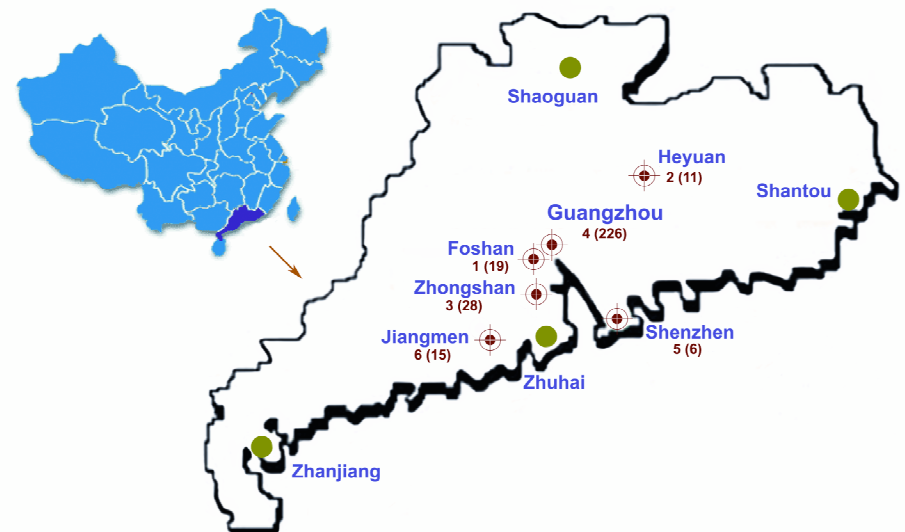 Shaoguan
Heyuan
2 (11)
Shantou
Guangzhou
4 (226)
Foshan
1 (19)
Zhongshan
3 (28)
Jiangmen
6 (15)
Shenzhen
5 (6)
Zhuhai
Zhanjiang